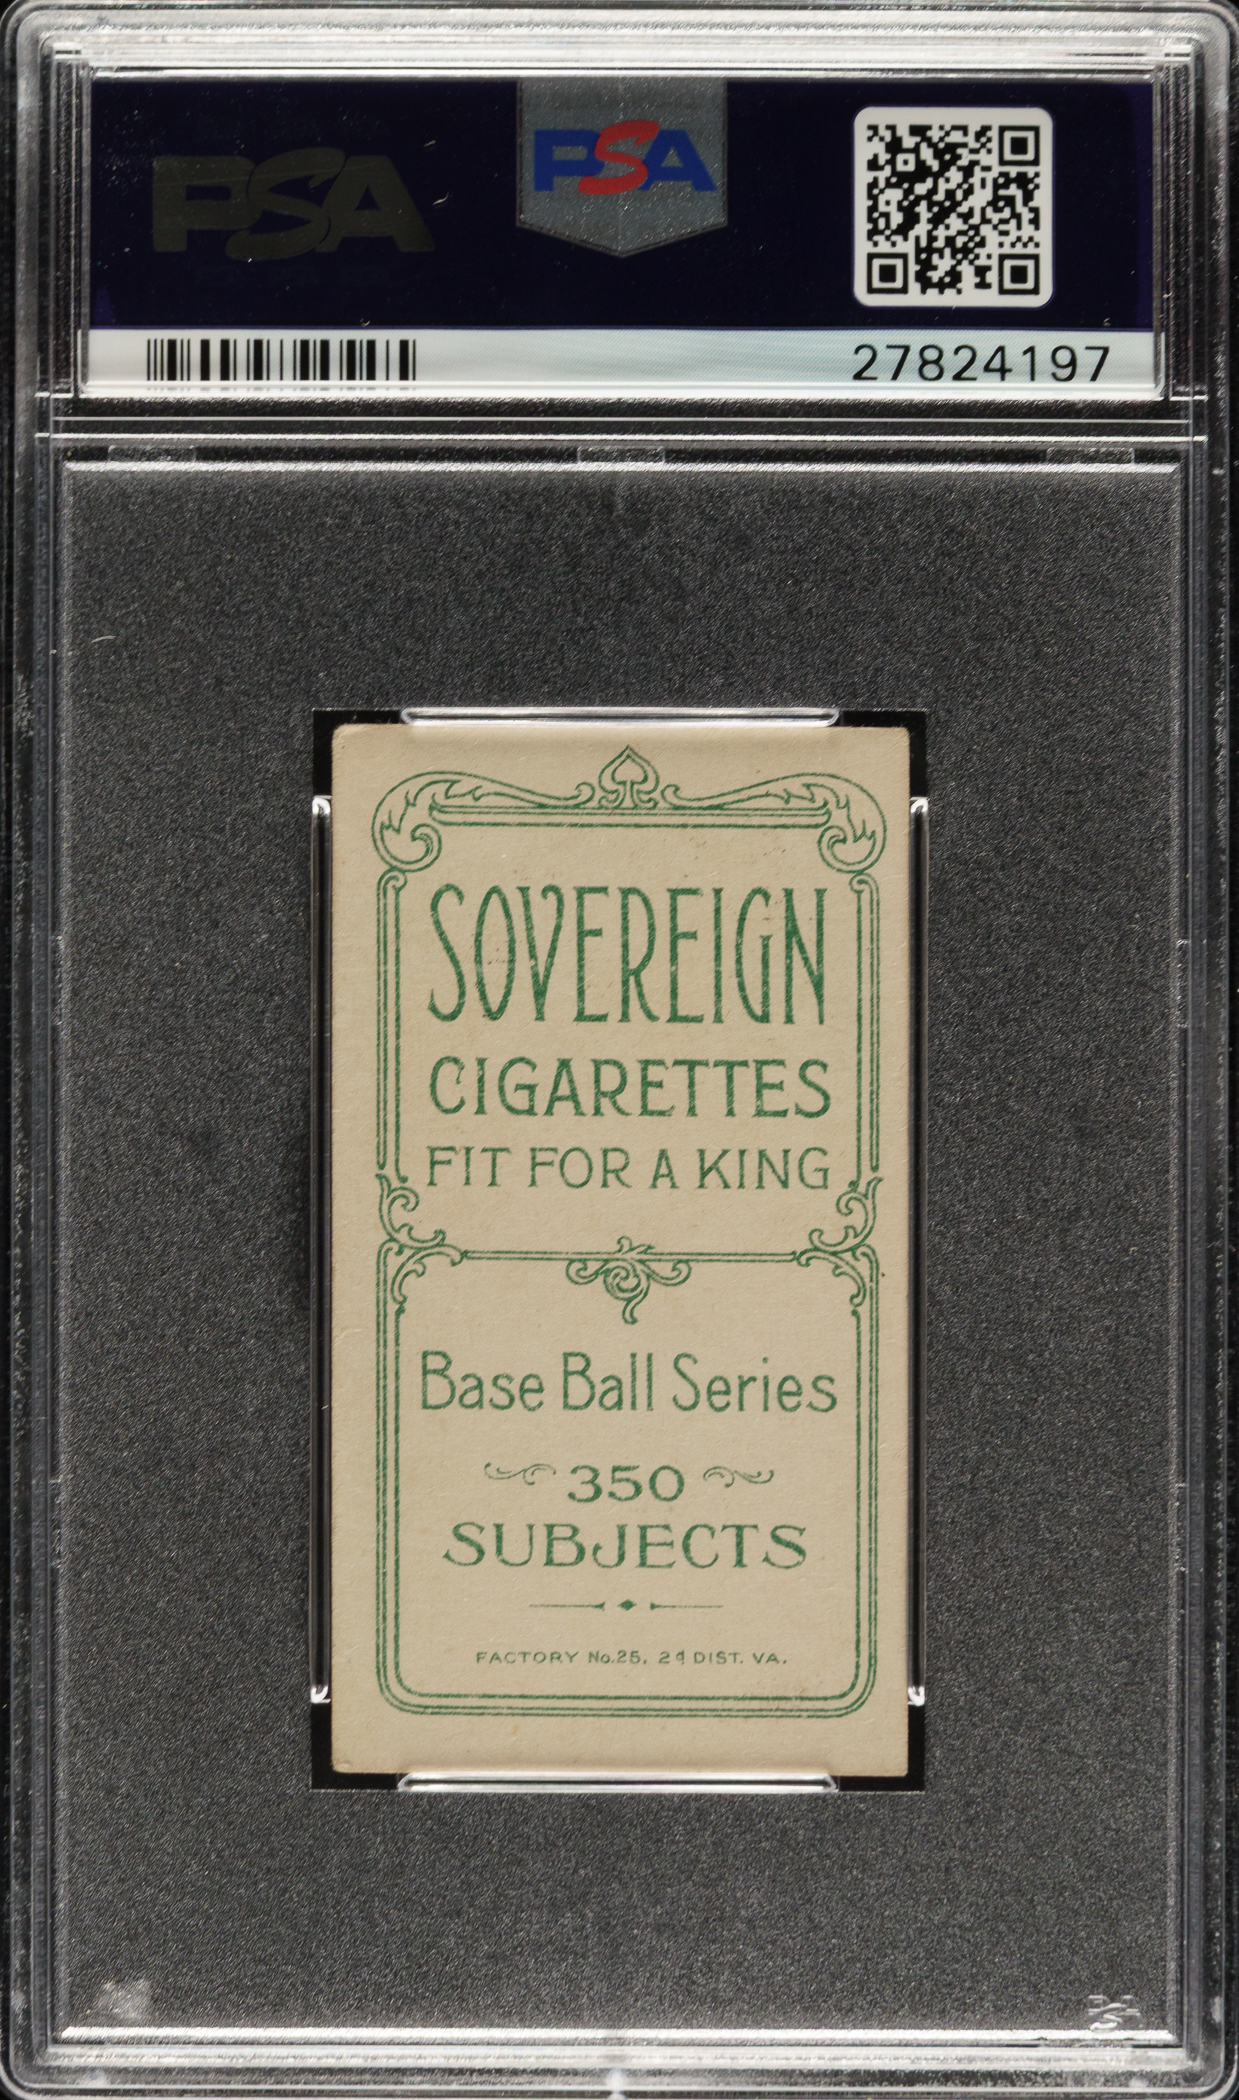 PSA
PSA
27824197
SOVEREIGN
CIGARETTES
FIT FOR A KING
Base Ball Series
350
SUBJECTS
FACTORY No. 25, 2d DIST. VA.